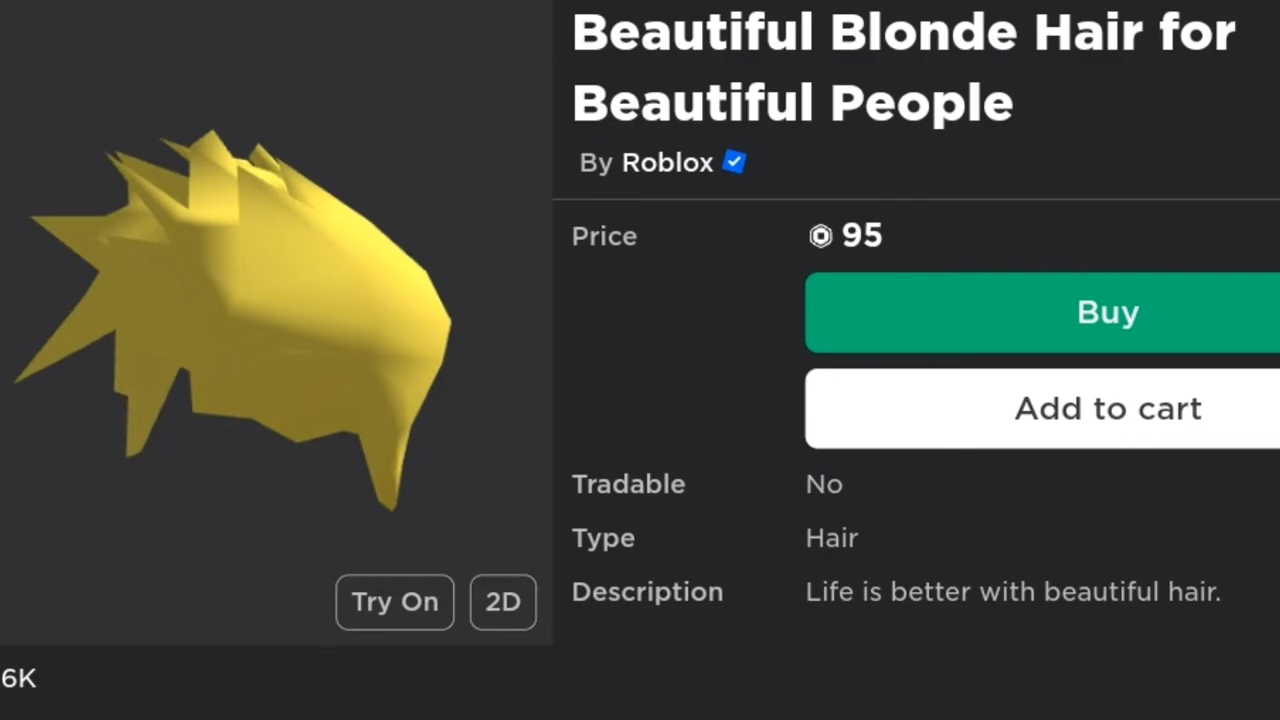 Beautiful Blonde Hair for
Beautiful People
By Roblox
Price 95
Buy
Add to cart
Tradable No
Type Hair
Description Life is better with beautiful hair.
Try On 2D
6K